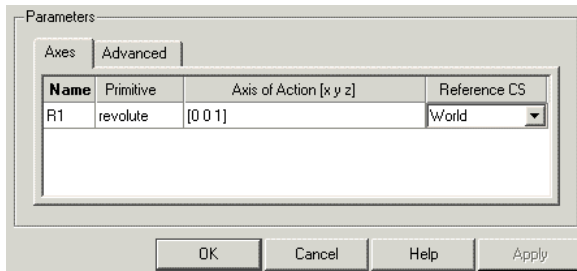 Parameters
Axes Advanced
Name Primitive Axis of Action [x y z] Reference CS
R1 revolute [0 0 1] World
OK Cancel Help Apply